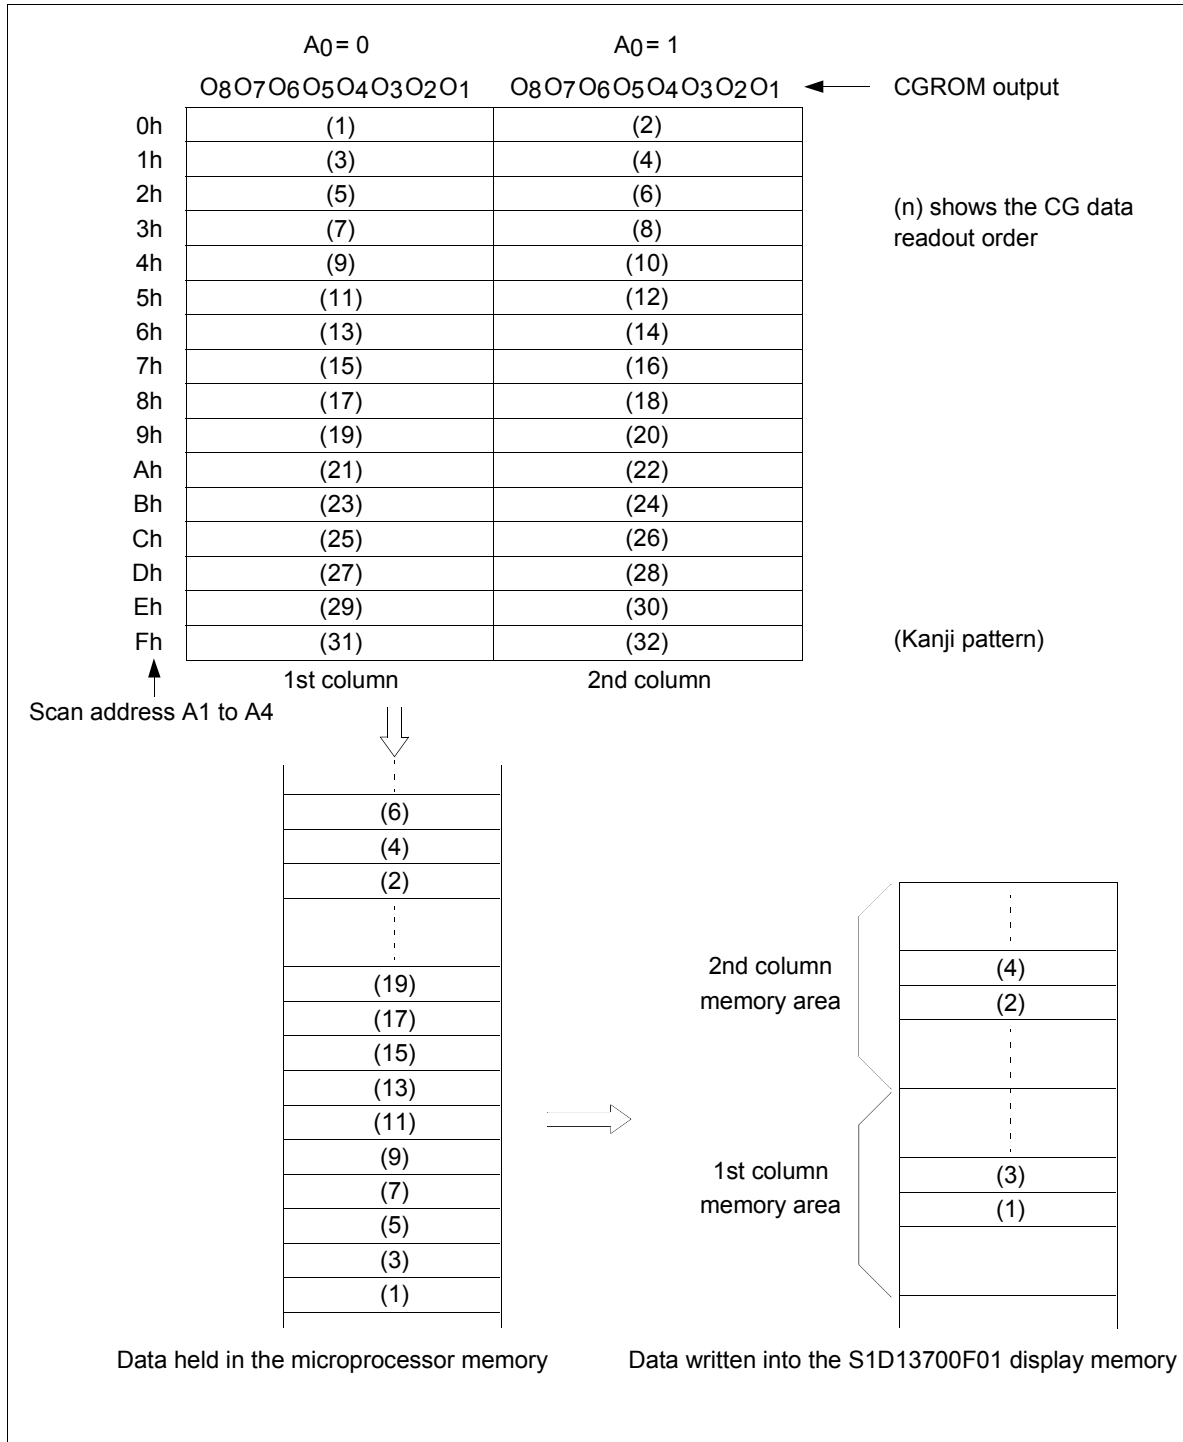 A0 = 0 A0 = 1
O8O7O6O5O4O3O2O1 O8O7O6O5O4O3O2O1 CGROM output
0h (1) (2)
1h (3) (4)
2h (5) (6)
(n) shows the CG data
readout order
3h (7) (8)
4h (9) (10)
5h (11) (12)
6h (13) (14)
7h (15) (16)
8h (17) (18)
9h (19) (20)
Ah (21) (22)
Bh (23) (24)
Ch (25) (26)
Dh (27) (28)
Eh (29) (30)
Fh (31) (32) (Kanji pattern)
1st column 2nd column
Scan address A1 to A4
(6)
(4)
(2)
(19)
(17)
(15)
(13)
(11)
(9)
(7)
(5)
(3)
(1)
Data held in the microprocessor memory
2nd column
memory area
(4)
(2)
1st column
memory area
(3)
(1)
Data written into the S1D13700F01 display memory